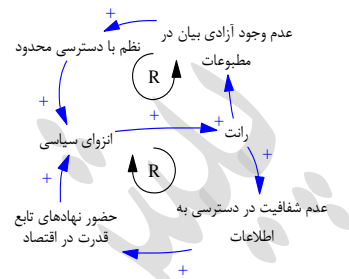 +
عدم وجود آزادی بیان در
مطبوعات
نظم با دسترسی محدود
R
+
+
+
+
رانت
انزوای سیاسی
R
+
+
عدم شفافیت در دسترسی به
اطلاعات
حضور نهادهای تابع
قدرت در اقتصاد
+